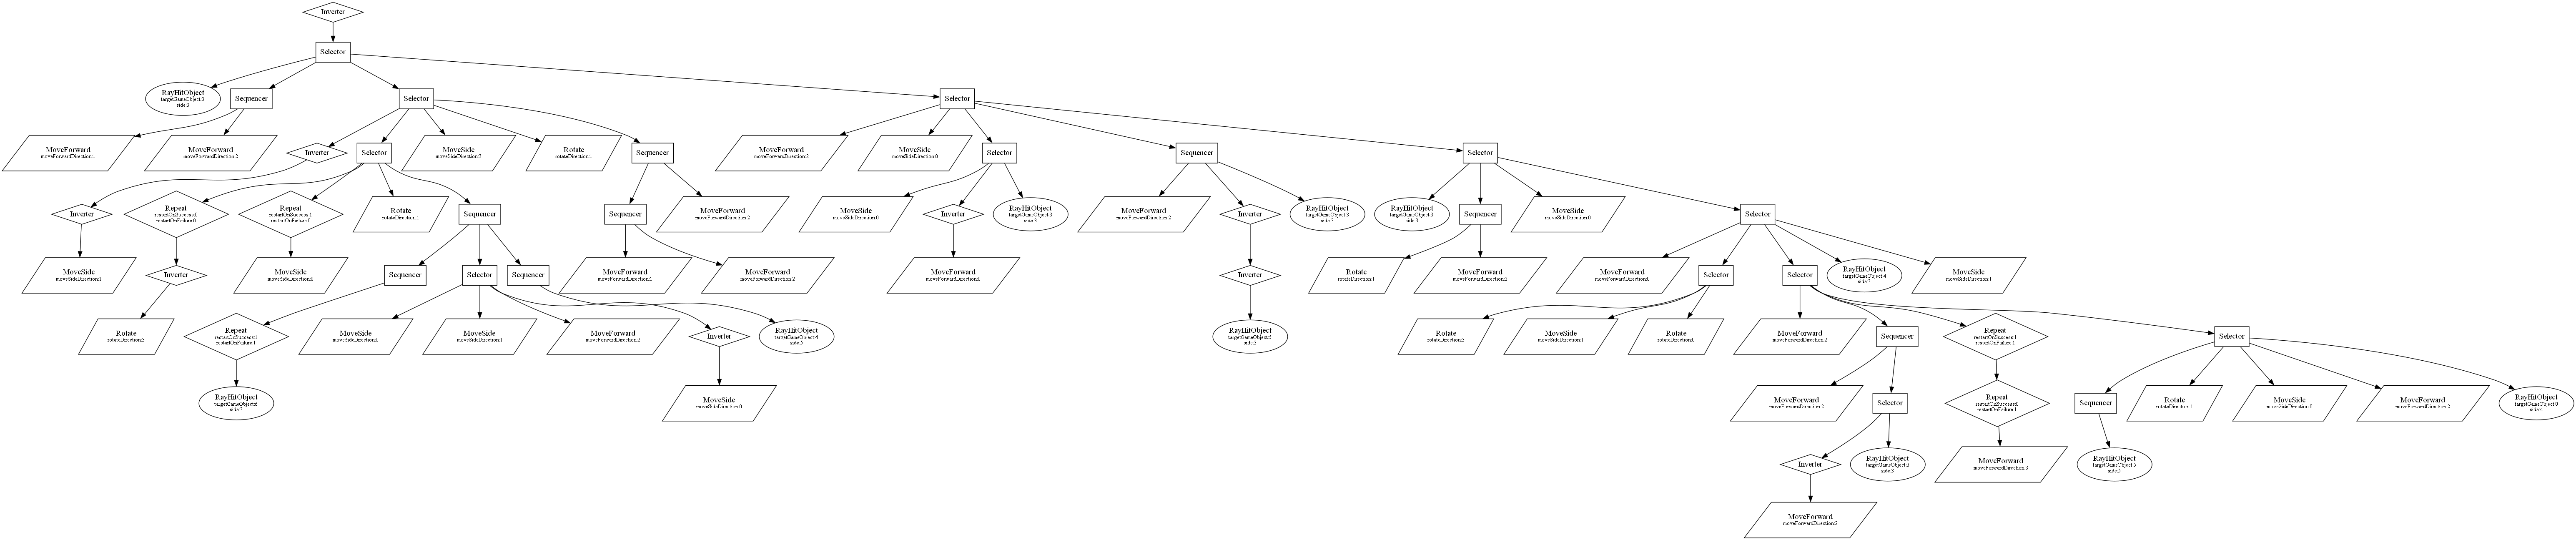 Inverter
Selector
RayHitObject
targetGameObject:3
side:3
Sequencer
Selector
Selector
MoveForward
moveForwardDirection:1
MoveForward
moveForwardDirection:2
Inverter
Selector
MoveSide
moveSideDirection:3
Rotate
rotateDirection:1
Sequencer
MoveForward
moveForwardDirection:2
MoveSide
moveSideDirection:0
Selector
Sequencer
Selector
Inverter
Repeat
restartOnSuccess:0
restartOnFailure:0
Repeat
restartOnSuccess:1
restartOnFailure:0
Rotate
rotateDirection:1
Sequencer
Sequencer
MoveForward
moveForwardDirection:2
MoveSide
moveSideDirection:0
Inverter
RayHitObject
targetGameObject:3
side:3
MoveForward
moveForwardDirection:2
Inverter
RayHitObject
targetGameObject:3
side:3
RayHitObject
targetGameObject:3
side:3
Sequencer
MoveSide
moveSideDirection:0
Selector
MoveSide
moveSideDirection:1
Inverter
MoveSide
moveSideDirection:0
Sequencer
Selector
Sequencer
MoveForward
moveForwardDirection:1
MoveForward
moveForwardDirection:2
MoveForward
moveForwardDirection:0
Inverter
Rotate
rotateDirection:1
MoveForward
moveForwardDirection:2
MoveForward
moveForwardDirection:0
Selector
Selector
RayHitObject
targetGameObject:4
side:3
MoveSide
moveSideDirection:1
Rotate
rotateDirection:3
Repeat
restartOnSuccess:1
restartOnFailure:1
MoveSide
moveSideDirection:0
MoveSide
moveSideDirection:1
MoveForward
moveForwardDirection:2
Inverter
RayHitObject
targetGameObject:4
side:5
RayHitObject
targetGameObject:5
side:3
Rotate
rotateDirection:3
MoveSide
moveSideDirection:1
Rotate
rotateDirection:0
MoveForward
moveForwardDirection:2
Sequencer
Repeat
restartOnSuccess:1
restartOnFailure:1
Selector
RayHitObject
targetGameObject:6
side:3
MoveSide
moveSideDirection:0
MoveForward
moveForwardDirection:2
Selector
Repeat
restartOnSuccess:0
restartOnFailure:1
Sequencer
Rotate
rotateDirection:1
MoveSide
moveSideDirection:0
MoveForward
moveForwardDirection:2
RayHitObject
targetGameObject:0
side:4
Inverter
RayHitObject
targetGameObject:3
side:3
MoveForward
moveForwardDirection:3
RayHitObject
targetGameObject:5
side:5
MoveForward
moveForwardDirection:2